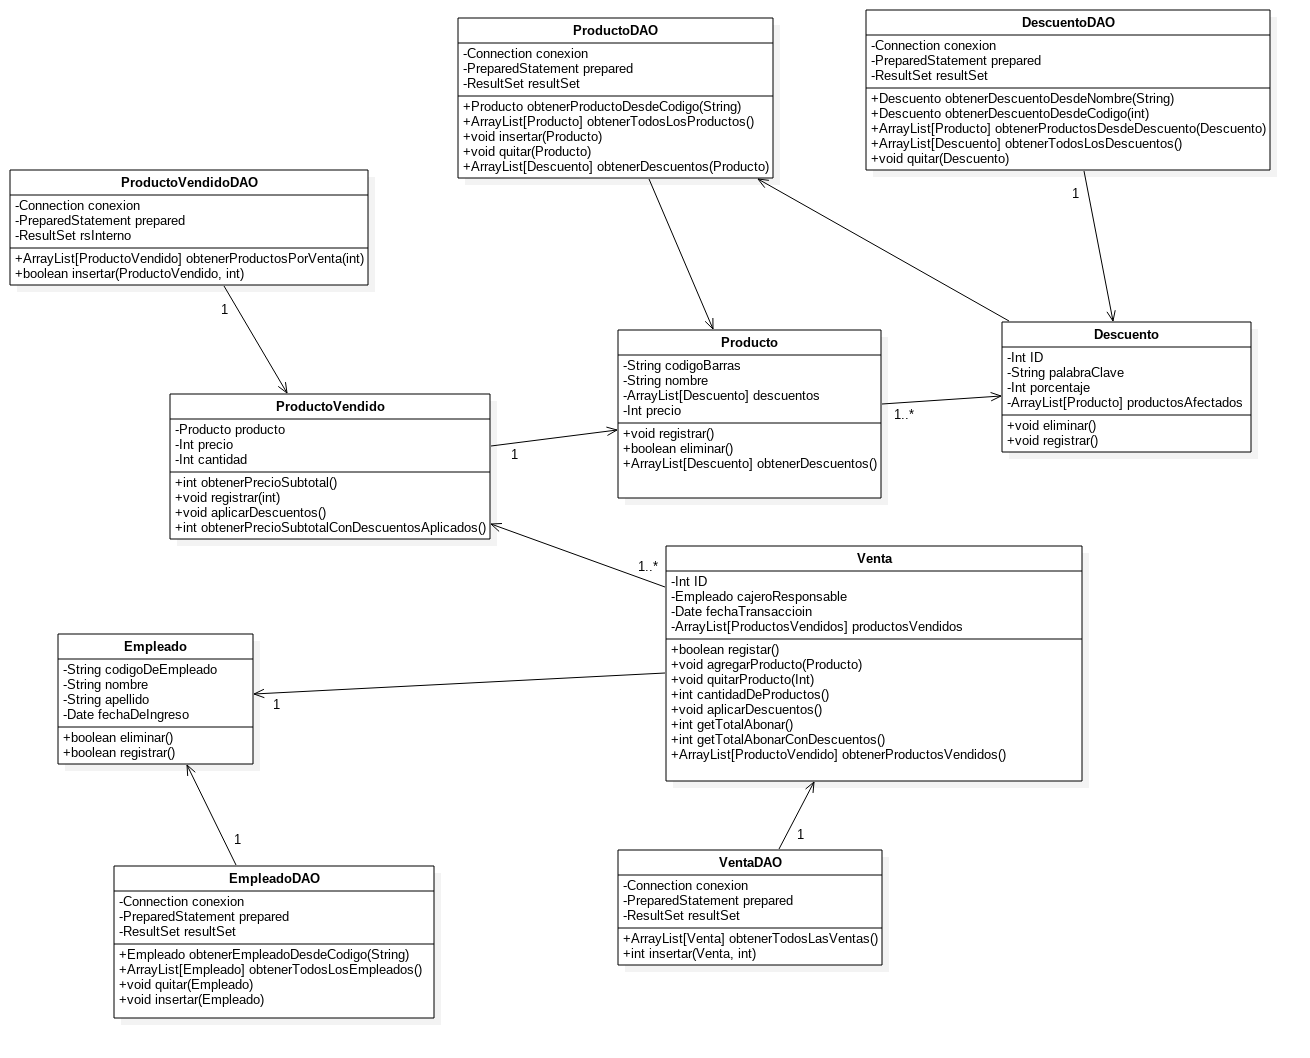 ProductoDAO
-Connection conexion
-PreparedStatement prepared
-ResultSet resultSet
+Producto obtenerProductoDesdeCodigo(String)
+ArrayList[Producto] obtenerTodosLosProductos()
+void insertar(Producto)
+void quitar(Producto)
+ArrayList[Descuento] obtenerDescuentos(Producto)
DescuentoDAO
-Connection conexion
-PreparedStatement prepared
-ResultSet resultSet
+Descuento obtenerDescuentoDesdeNombre(String)
+Descuento obtenerDescuentoDesdeCodigo(int)
+ArrayList[Producto] obtenerProductosDesdeDescuento(Descuento)
+ArrayList[Descuento] obtenerTodosLosDescuentos()
+void quitar(Descuento)
1
ProductoVendidoDAO
-Connection conexion
-PreparedStatement prepared
-ResultSet rsInterno
+ArrayList[ProductoVendido] obtenerProductosPorVenta(int)
+boolean insertar(ProductoVendido, int)
1
Producto
-String codigoBarras
-String nombre
-ArrayList[Descuento] descuentos
-Int precio
+void registrar()
+boolean eliminar()
+ArrayList[Descuento] obtenerDescuentos()
1..*
Descuento
-Int ID
-String palabraClave
-Int porcentaje
-ArrayList[Producto] productosAfectados
+void eliminar()
+void registrar()
ProductoVendido
-Producto producto
-Int precio
-Int cantidad
+int obtenerPrecioSubtotal()
+void registrar(int)
+void aplicarDescuentos()
+int obtenerPrecioSubtotalConDescuentosAplicados()
1
1..*
Venta
-Int ID
-Empleado cajeroResponsable
-Date fechaTransaccioin
-ArrayList[ProductosVendidos] productosVendidos
+boolean registar()
+void agregarProducto(Producto)
+void quitarProducto(Int)
+int cantidadDeProductos()
+void aplicarDescuentos()
+int getTotalAbonar()
+int getTotalAbonarConDescuentos()
+ArrayList[ProductoVendido] obtenerProductosVendidos()
Empleado
-String codigoDeEmpleado
-String nombre
-String apellido
-Date fechaDeIngreso
+boolean eliminar()
+boolean registrar()
1
1
1
EmpleadoDAO
-Connection conexion
-PreparedStatement prepared
-ResultSet resultSet
+Empleado obtenerEmpleadoDesdeCodigo(String)
+ArrayList[Empleado] obtenerTodosLosEmpleados()
+void quitar(Empleado)
+void insertar(Empleado)
VentaDAO
-Connection conexion
-PreparedStatement prepared
-ResultSet resultSet
+ArrayList[Venta] obtenerTodosLasVentas()
+int insertar(Venta, int)